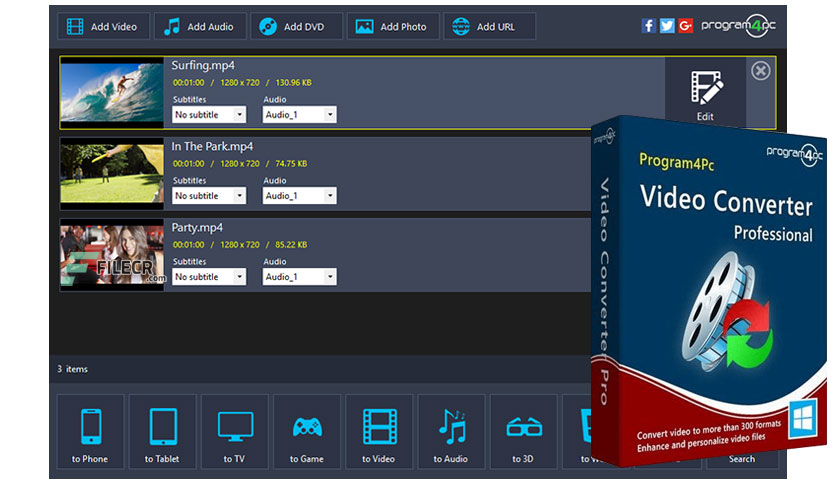 Add Video
Add Audio
Add DVD
Add Photo
Add URL
program4pc
Surfing.mp4
00:01:00 / 1280 x 720 / 130.96 KB
Subtitles Audio
No subtitle Audio_1
Edit
In The Park.mp4
00:01:00 / 1280 x 720 / 74.75 KB
Subtitles Audio
No subtitle Audio_1
Party.mp4
00:01:00 / 1280 x 720 / 85.22 KB
Subtitles Audio
No subtitle Audio_1
FILECR
.com
3 items
to Phone
to Tablet
to TV
to Game
to Video
to Audio
to 3D
Search
program4pc
program4pc
Program4Pc
Video Converter
Professional
Video Converter Pro
Convert video to more than 300 formats
Enhance and personalize video files